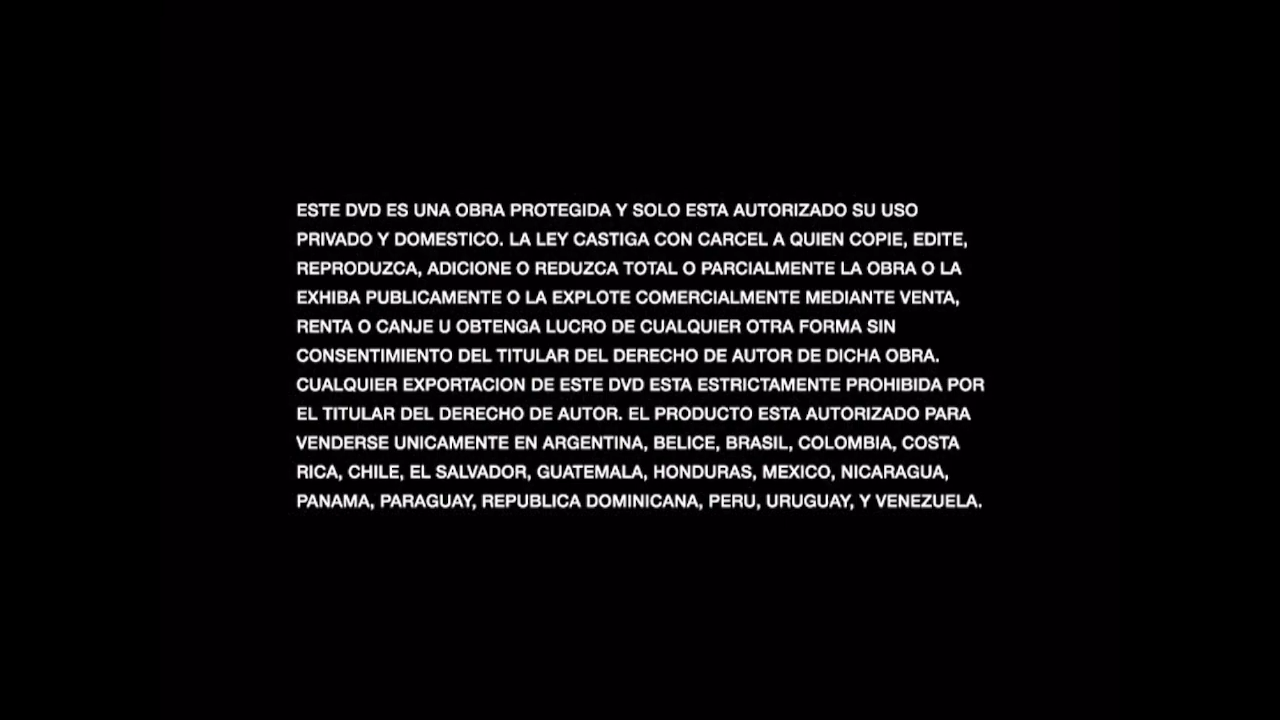 ESTE DVD ES UNA OBRA PROTEGIDA Y SOLO ESTA AUTORIZADO SU USO
PRIVADO Y DOMESTICO. LA LEY CASTIGA CON CARCEL A QUIEN COPIE, EDITE,
REPRODUZCA, ADICIONE O REDUZCA TOTAL O PARCIALMENTE LA OBRA O LA
EXHIBA PUBLICAMENTE O LA EXPLOTE COMERCIALMENTE MEDIANTE VENTA,
RENTA O CANJE U OBTENGA LUCRO DE CUALQUIER OTRA FORMA SIN
CONSENTIMIENTO DEL TITULAR DEL DERECHO DE AUTOR DE DICHA OBRA.
CUALQUIER EXPORTACION DE ESTE DVD ESTA ESTRICTAMENTE PROHIBIDA POR
EL TITULAR DEL DERECHO DE AUTOR. EL PRODUCTO ESTA AUTORIZADO PARA
VENDERSE UNICAMENTE EN ARGENTINA, BELICE, BRASIL, COLOMBIA, COSTA
RICA, CHILE, EL SALVADOR, GUATEMALA, HONDURAS, MEXICO, NICARAGUA,
PANAMA, PARAGUAY, REPUBLICA DOMINICANA, PERU, URUGUAY, Y VENEZUELA.